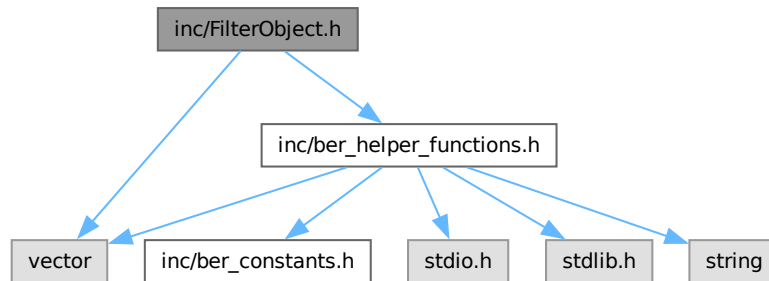 inc/FilterObject.h
inc/ber_helper_functions.h
vector
inc/ber_constants.h
stdio.h
stdlib.h
string